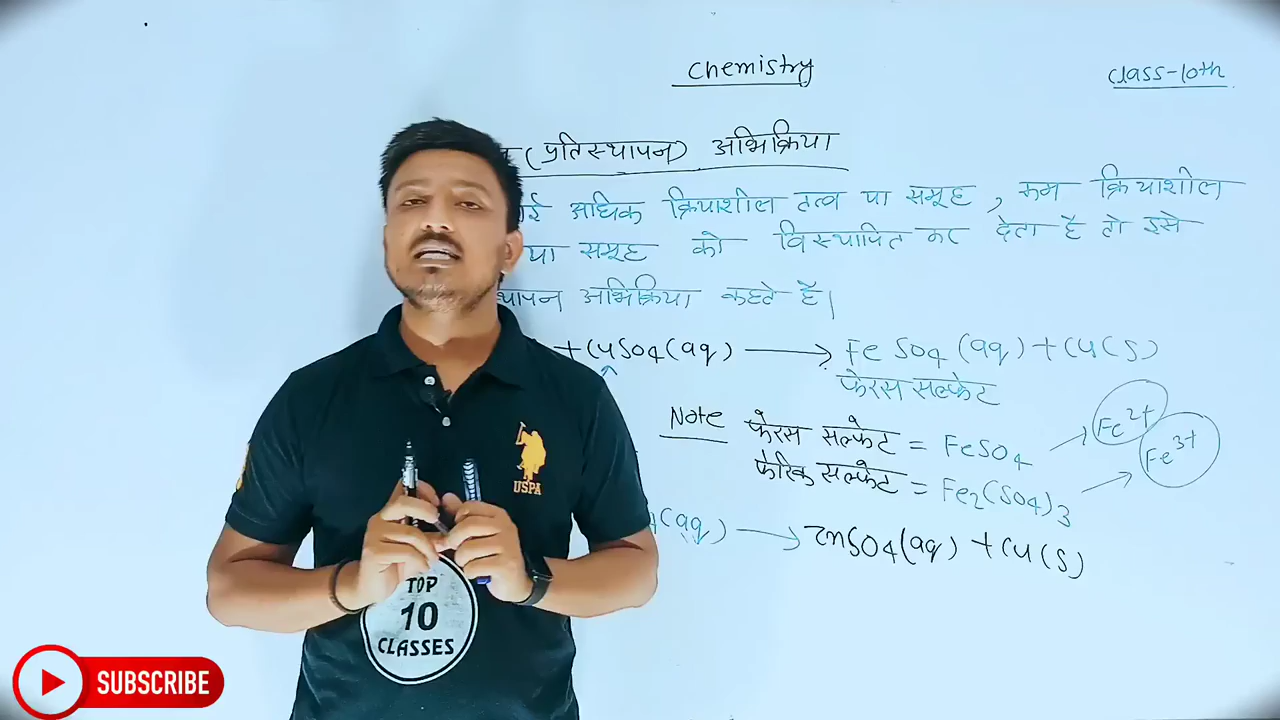 Chemistry
Class-10th
(प्रतिस्थापन) अभिक्रिया
अधिक क्रियाशील तत्व या समूह, कम क्रियाशील
या समूह को विस्थापित कर देता है तो इसे
अभिक्रिया कहते हैं।
+CuSO4(aq) → FeSO4(aq)+Cu(s)
फेरस सल्फेट
Note फेरस सल्फेट = FeSO4 → Fe2+
फेरिक सल्फेट = Fe2(SO4)3 → Fe3+
(aq) → ZnSO4(aq) +Cu(s)
USPA
TOP
10
CLASSES
SUBSCRIBE